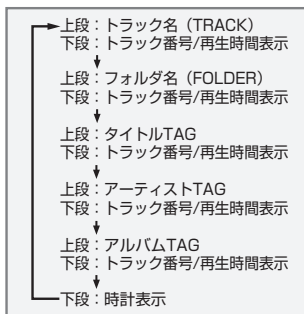 上段：トラック名（TRACK）
下段：トラック番号/再生時間表示
上段：フォルダ名（FOLDER）
下段：トラック番号/再生時間表示
上段：タイトルTAG
下段：トラック番号/再生時間表示
上段：アーティストTAG
下段：トラック番号/再生時間表示
上段：アルバムTAG
下段：トラック番号/再生時間表示
下段：時計表示